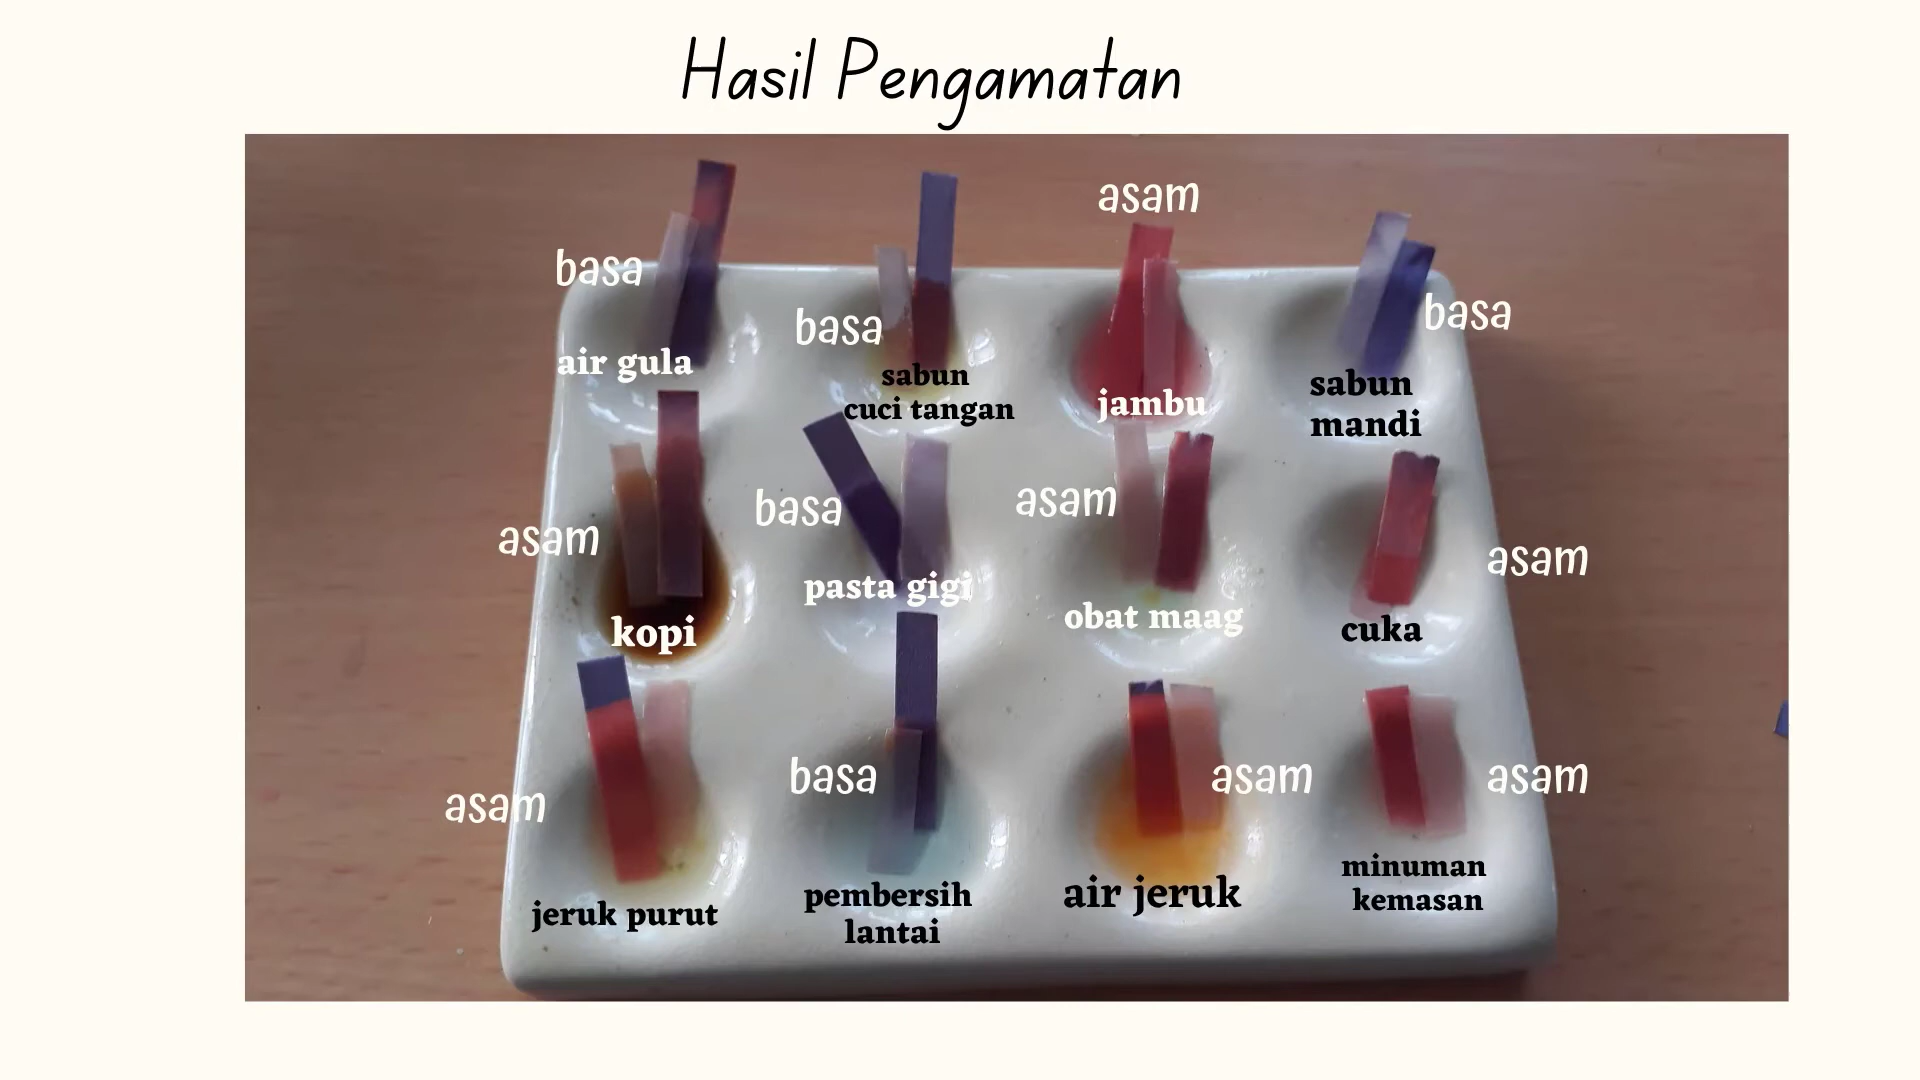 Hasil Pengamatan
asam
basa
basa
basa
air gula
sabun
cuci tangan
jambu
sabun
mandi
asam
basa
asam
asam
kopi
pasta gigi
obat maag
cuka
asam
basa
asam
asam
jeruk purut
pembersih
lantai
air jeruk
minuman
kemasan